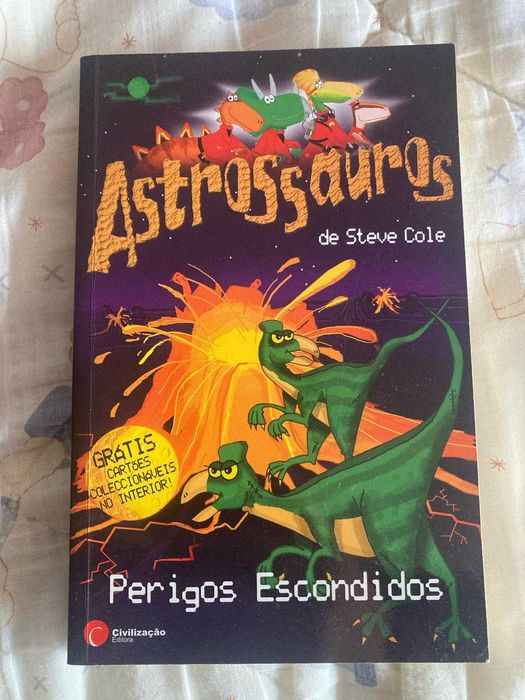 Astrossauros
de Steve Cole
GRÁTIS
CARTÕES
COLECCIONÁVEIS
NO INTERIOR!
Perigos Escondidos
C
Civilização
Editora